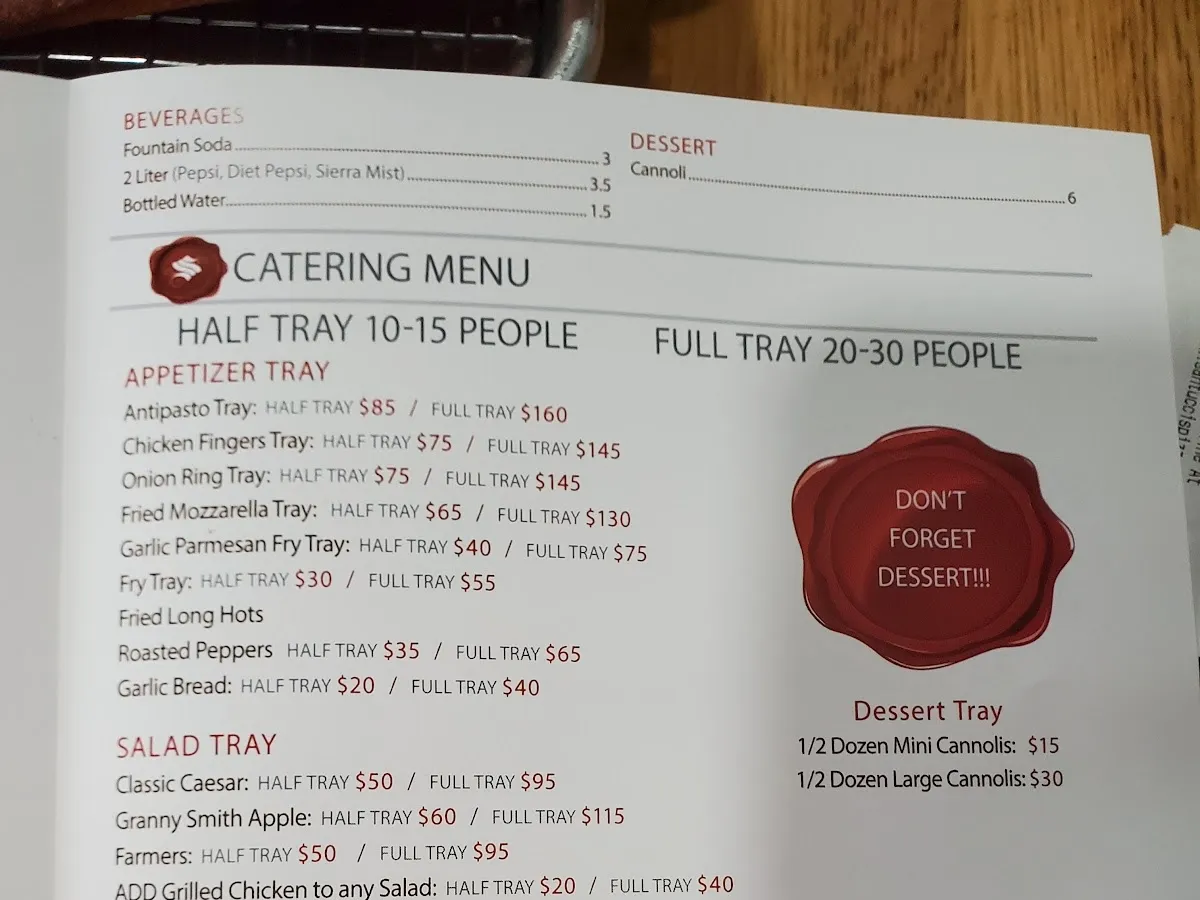 BEVERAGES
Fountain Soda 3
2 Liter (Pepsi, Diet Pepsi, Sierra Mist) 3.5
Bottled Water 1.5
DESSERT
Cannoli 6
CATERING MENU
HALF TRAY 10-15 PEOPLE
FULL TRAY 20-30 PEOPLE
APPETIZER TRAY
Antipasto Tray: HALF TRAY $85 / FULL TRAY $160
Chicken Fingers Tray: HALF TRAY $75 / FULL TRAY $145
Onion Ring Tray: HALF TRAY $75 / FULL TRAY $145
Fried Mozzarella Tray: HALF TRAY $65 / FULL TRAY $130
Garlic Parmesan Fry Tray: HALF TRAY $40 / FULL TRAY $75
Fry Tray: HALF TRAY $30 / FULL TRAY $55
Fried Long Hots
Roasted Peppers HALF TRAY $35 / FULL TRAY $65
Garlic Bread: HALF TRAY $20 / FULL TRAY $40
SALAD TRAY
Classic Caesar: HALF TRAY $50 / FULL TRAY $95
Granny Smith Apple: HALF TRAY $60 / FULL TRAY $115
Farmers: HALF TRAY $50 / FULL TRAY $95
ADD Grilled Chicken to any Salad: HALF TRAY $20 / FULL TRAY $40
DON'T
FORGET
DESSERT!!!
Dessert Tray
1/2 Dozen Mini Cannolis: $15
1/2 Dozen Large Cannolis: $30